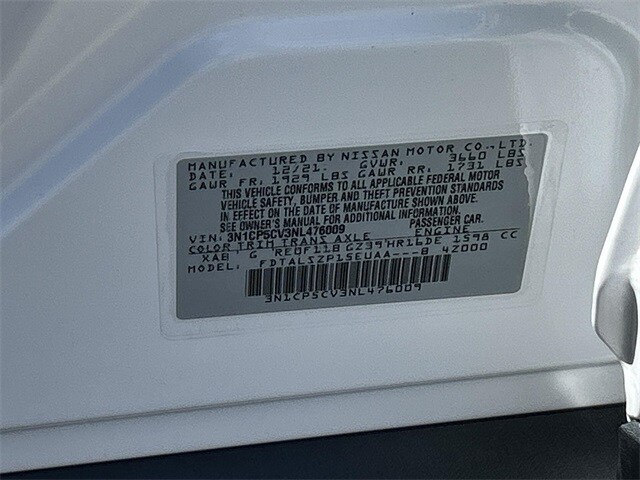 MANUFACTURED BY NISSAN MOTOR CO.,LTD.
DATE: 12/21. GVWR: 3660 LBS
GAWR FR: 1929 LBS GAWR RR: 1731 LBS
THIS VEHICLE CONFORMS TO ALL APPLICABLE FEDERAL MOTOR
VEHICLE SAFETY, BUMPER AND THEFT PREVENTION STANDARDS
IN EFFECT ON THE DATE OF MANUFACTURE SHOWN ABOVE.
SEE OWNER'S MANUAL FOR ADDITIONAL INFORMATION.
VIN: 3N1CP5CV3NL476009 PASSENGER CAR.
COLOR TRIM TRANS AXLE ENGINE
XAB G RE0F11B GZ39 HR16DE 1598 CC
FDTALSZP15EUAA---B 42000
3N1CP5CV3NL476009